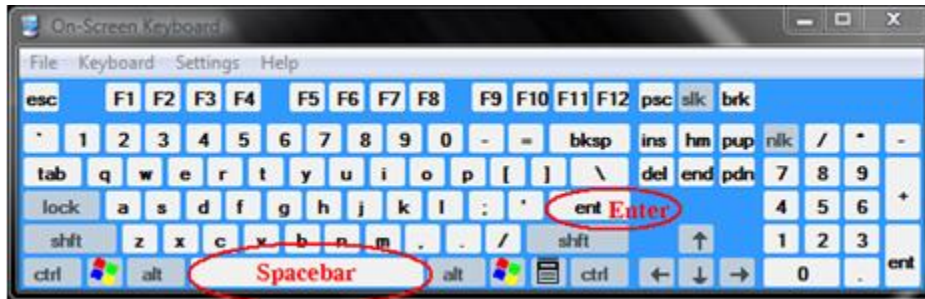 On-Screen Keyboard
File Keyboard Settings Help
esc F1 F2 F3 F4 F5 F6 F7 F8 F9 F10 F11 F12 psc slk brk
` 1 2 3 4 5 6 7 8 9 0 - = bksp ins hm pup nlk / * -
tab q w e r t y u i o p [ ] \ del end pdn 7 8 9 +
lock a s d f g h j k l ; ' ent Enter 4 5 6
shft z x c v b n m , . / shft ↑ 1 2 3 ent
ctrl alt Spacebar alt ctrl ← ↓ → 0 .